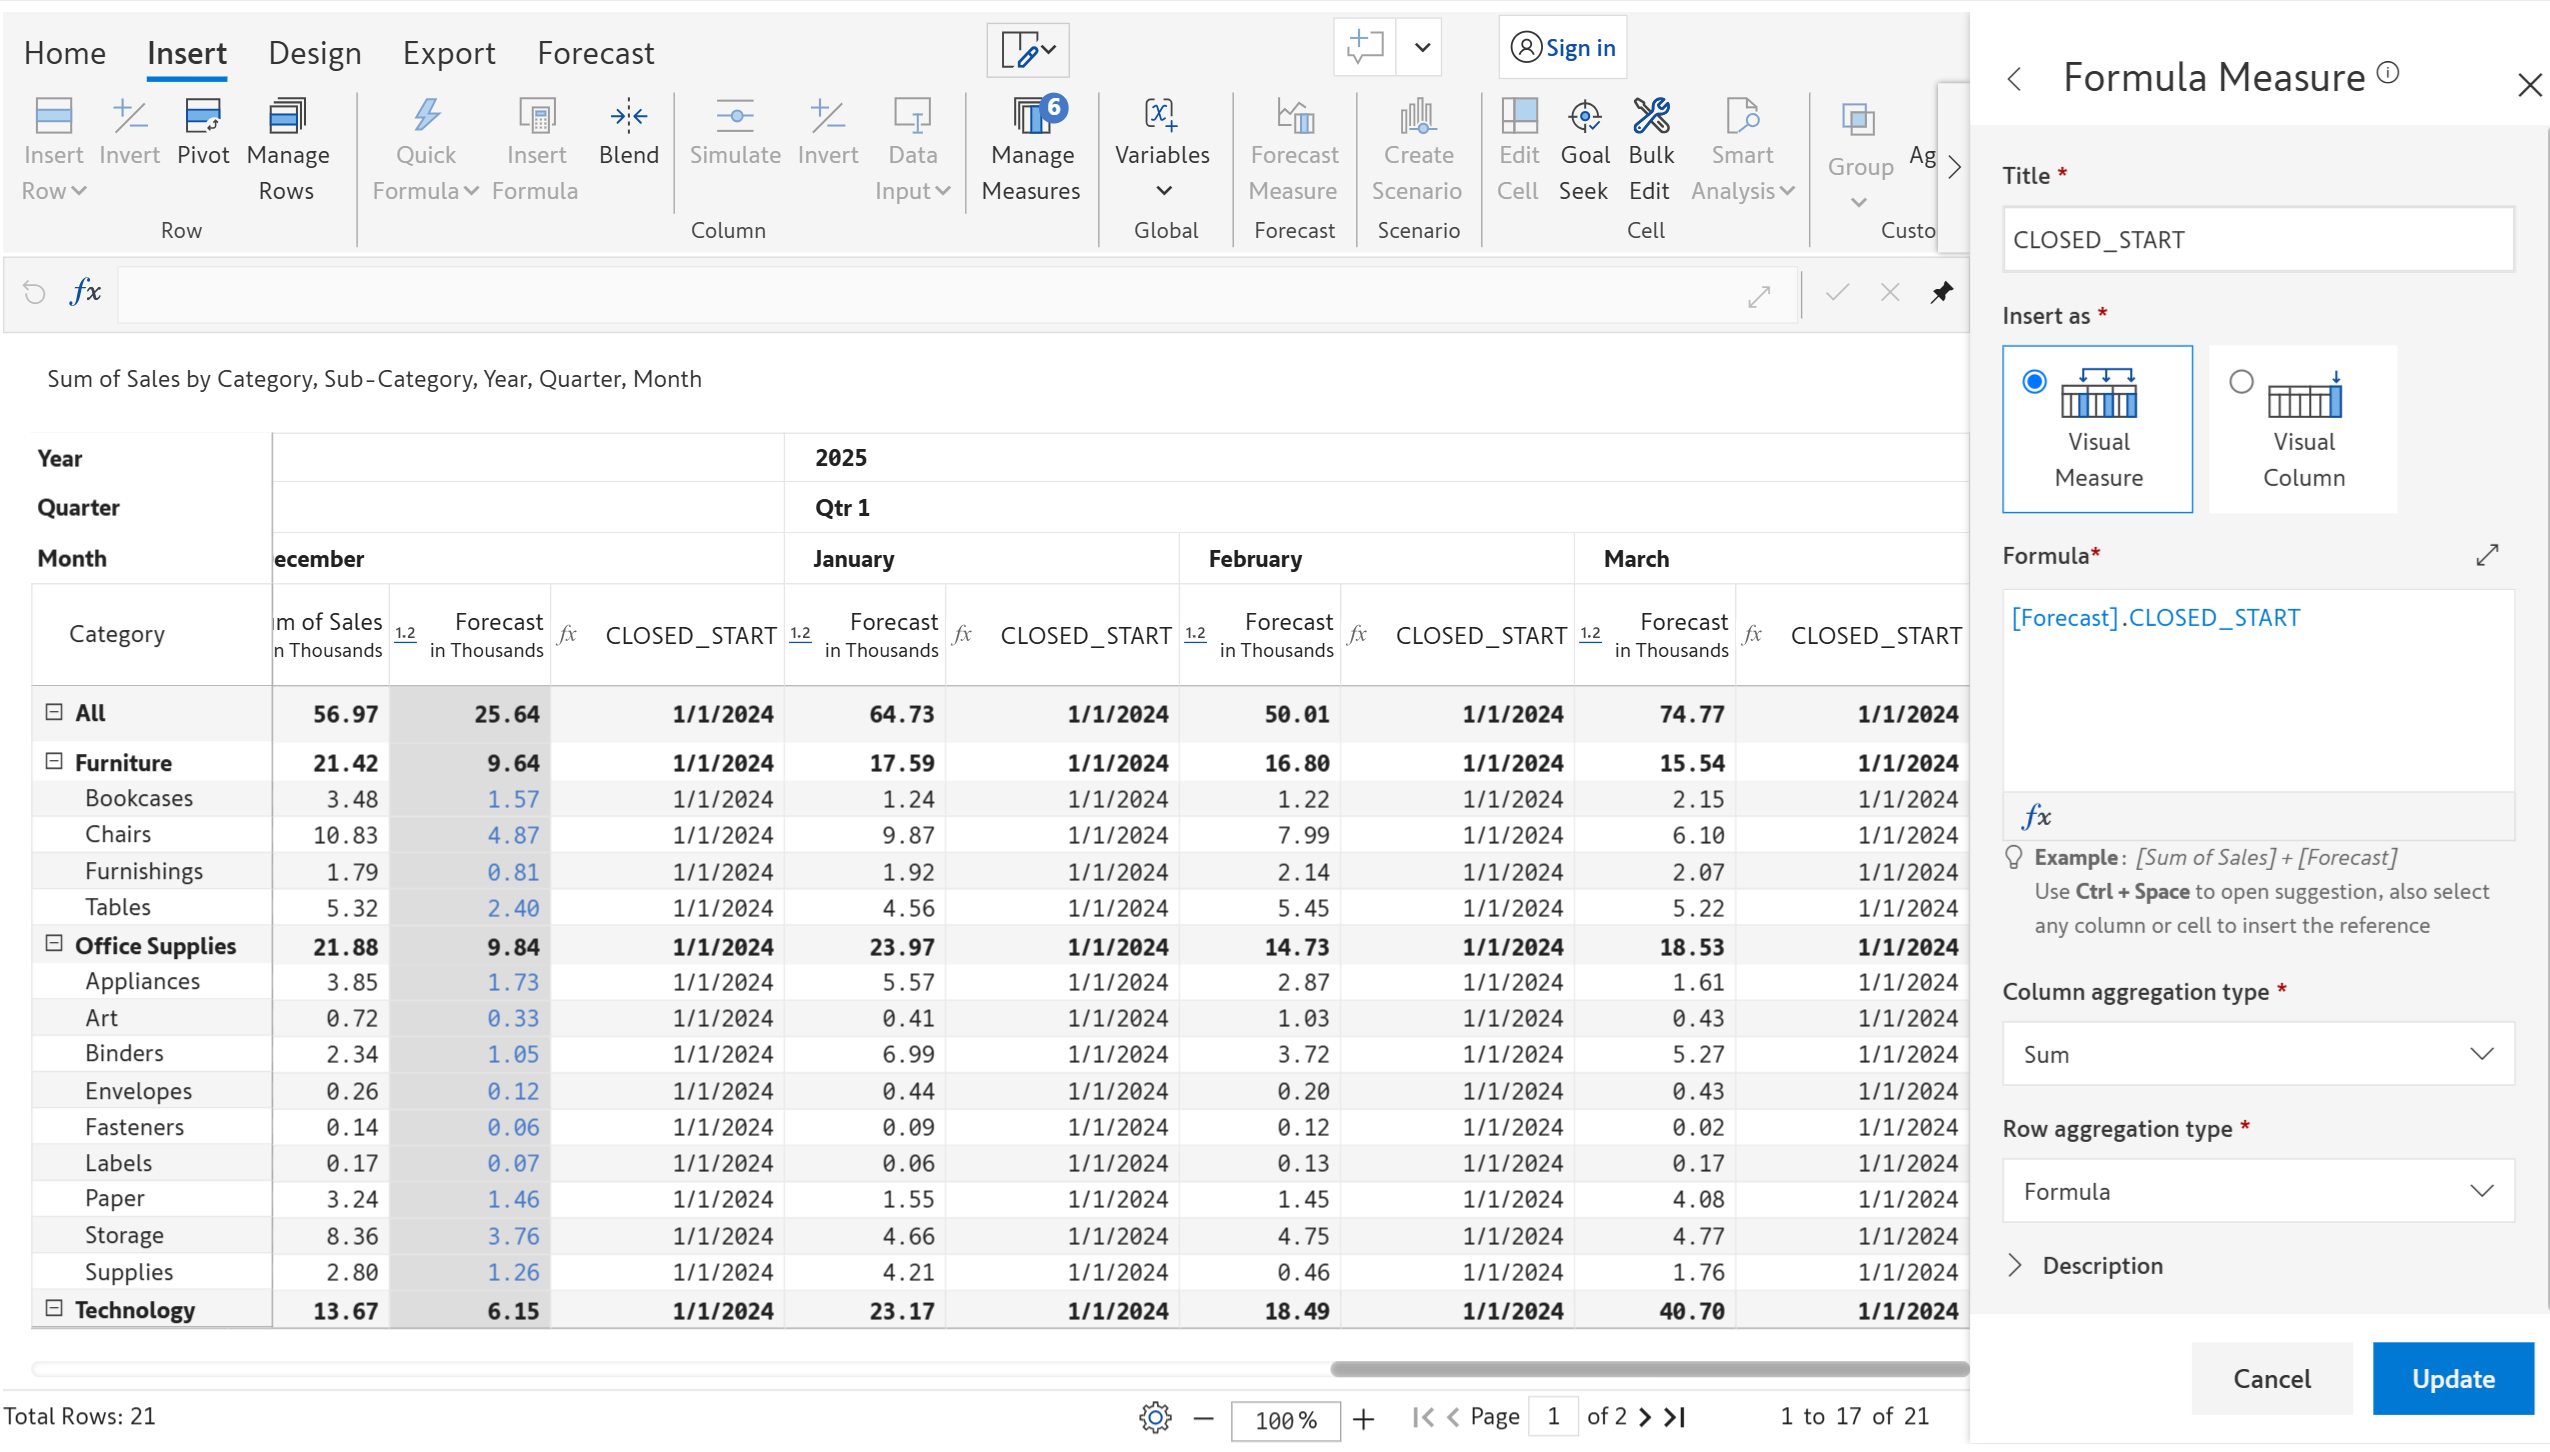 Home Insert Design Export Forecast Sign in
Insert Row Invert Pivot Manage Rows Quick Formula Insert Formula Blend Simulate Invert Data Input Manage Measures 6 Variables Forecast Measure Create Scenario Edit Cell Goal Seek Bulk Edit Smart Analysis Group Ag
Row Column Global Forecast Scenario Cell Custo
fx
Sum of Sales by Category, Sub-Category, Year, Quarter, Month
Year 2025
Quarter Qtr 1
Month ecember January February March
Category m of Sales n Thousands 1.2 Forecast in Thousands fx CLOSED_START 1.2 Forecast in Thousands fx CLOSED_START 1.2 Forecast in Thousands fx CLOSED_START 1.2 Forecast in Thousands fx CLOSED_START
All 56.97 25.64 1/1/2024 64.73 1/1/2024 50.01 1/1/2024 74.77 1/1/2024
Furniture 21.42 9.64 1/1/2024 17.59 1/1/2024 16.80 1/1/2024 15.54 1/1/2024
Bookcases 3.48 1.57 1/1/2024 1.24 1/1/2024 1.22 1/1/2024 2.15 1/1/2024
Chairs 10.83 4.87 1/1/2024 9.87 1/1/2024 7.99 1/1/2024 6.10 1/1/2024
Furnishings 1.79 0.81 1/1/2024 1.92 1/1/2024 2.14 1/1/2024 2.07 1/1/2024
Tables 5.32 2.40 1/1/2024 4.56 1/1/2024 5.45 1/1/2024 5.22 1/1/2024
Office Supplies 21.88 9.84 1/1/2024 23.97 1/1/2024 14.73 1/1/2024 18.53 1/1/2024
Appliances 3.85 1.73 1/1/2024 5.57 1/1/2024 2.87 1/1/2024 1.61 1/1/2024
Art 0.72 0.33 1/1/2024 0.41 1/1/2024 1.03 1/1/2024 0.43 1/1/2024
Binders 2.34 1.05 1/1/2024 6.99 1/1/2024 3.72 1/1/2024 5.27 1/1/2024
Envelopes 0.26 0.12 1/1/2024 0.44 1/1/2024 0.20 1/1/2024 0.43 1/1/2024
Fasteners 0.14 0.06 1/1/2024 0.09 1/1/2024 0.12 1/1/2024 0.02 1/1/2024
Labels 0.17 0.07 1/1/2024 0.06 1/1/2024 0.13 1/1/2024 0.17 1/1/2024
Paper 3.24 1.46 1/1/2024 1.55 1/1/2024 1.45 1/1/2024 4.08 1/1/2024
Storage 8.36 3.76 1/1/2024 4.66 1/1/2024 4.75 1/1/2024 4.77 1/1/2024
Supplies 2.80 1.26 1/1/2024 4.21 1/1/2024 0.46 1/1/2024 1.76 1/1/2024
Technology 13.67 6.15 1/1/2024 23.17 1/1/2024 18.49 1/1/2024 40.70 1/1/2024
Total Rows: 21 100% Page 1 of 2 1 to 17 of 21
Formula Measure
Title *
CLOSED_START
Insert as *
Visual Measure Visual Column
Formula*
[Forecast].CLOSED_START
fx
Example: [Sum of Sales] + [Forecast]
Use Ctrl + Space to open suggestion, also select
any column or cell to insert the reference
Column aggregation type *
Sum
Row aggregation type *
Formula
Description
Cancel Update